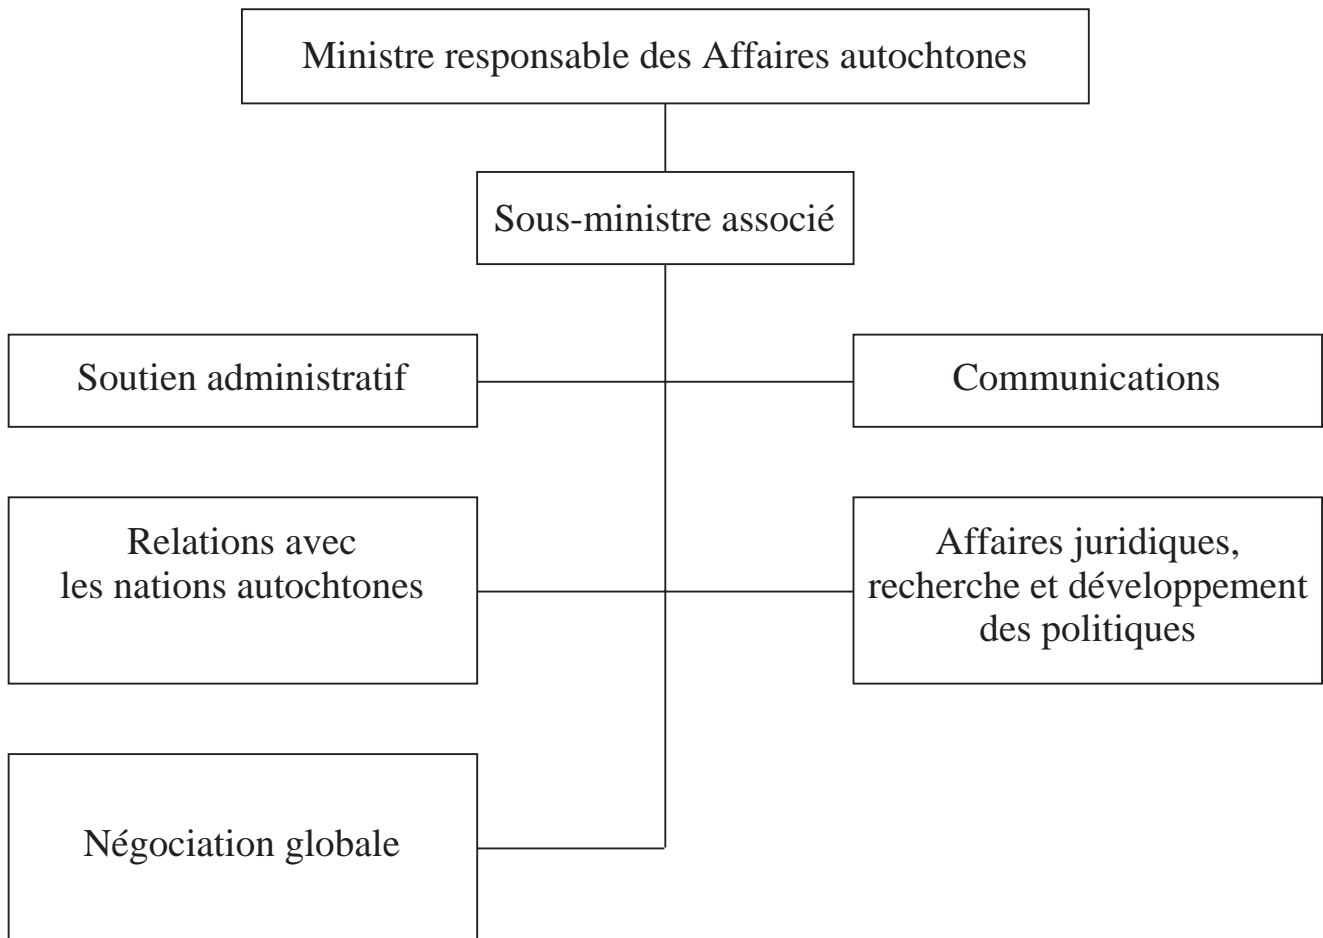 Ministre responsable des Affaires autochtones
Sous-ministre associé
Soutien administratif
Communications
Relations avec
les nations autochtones
Affaires juridiques,
recherche et développement
des politiques
Négociation globale